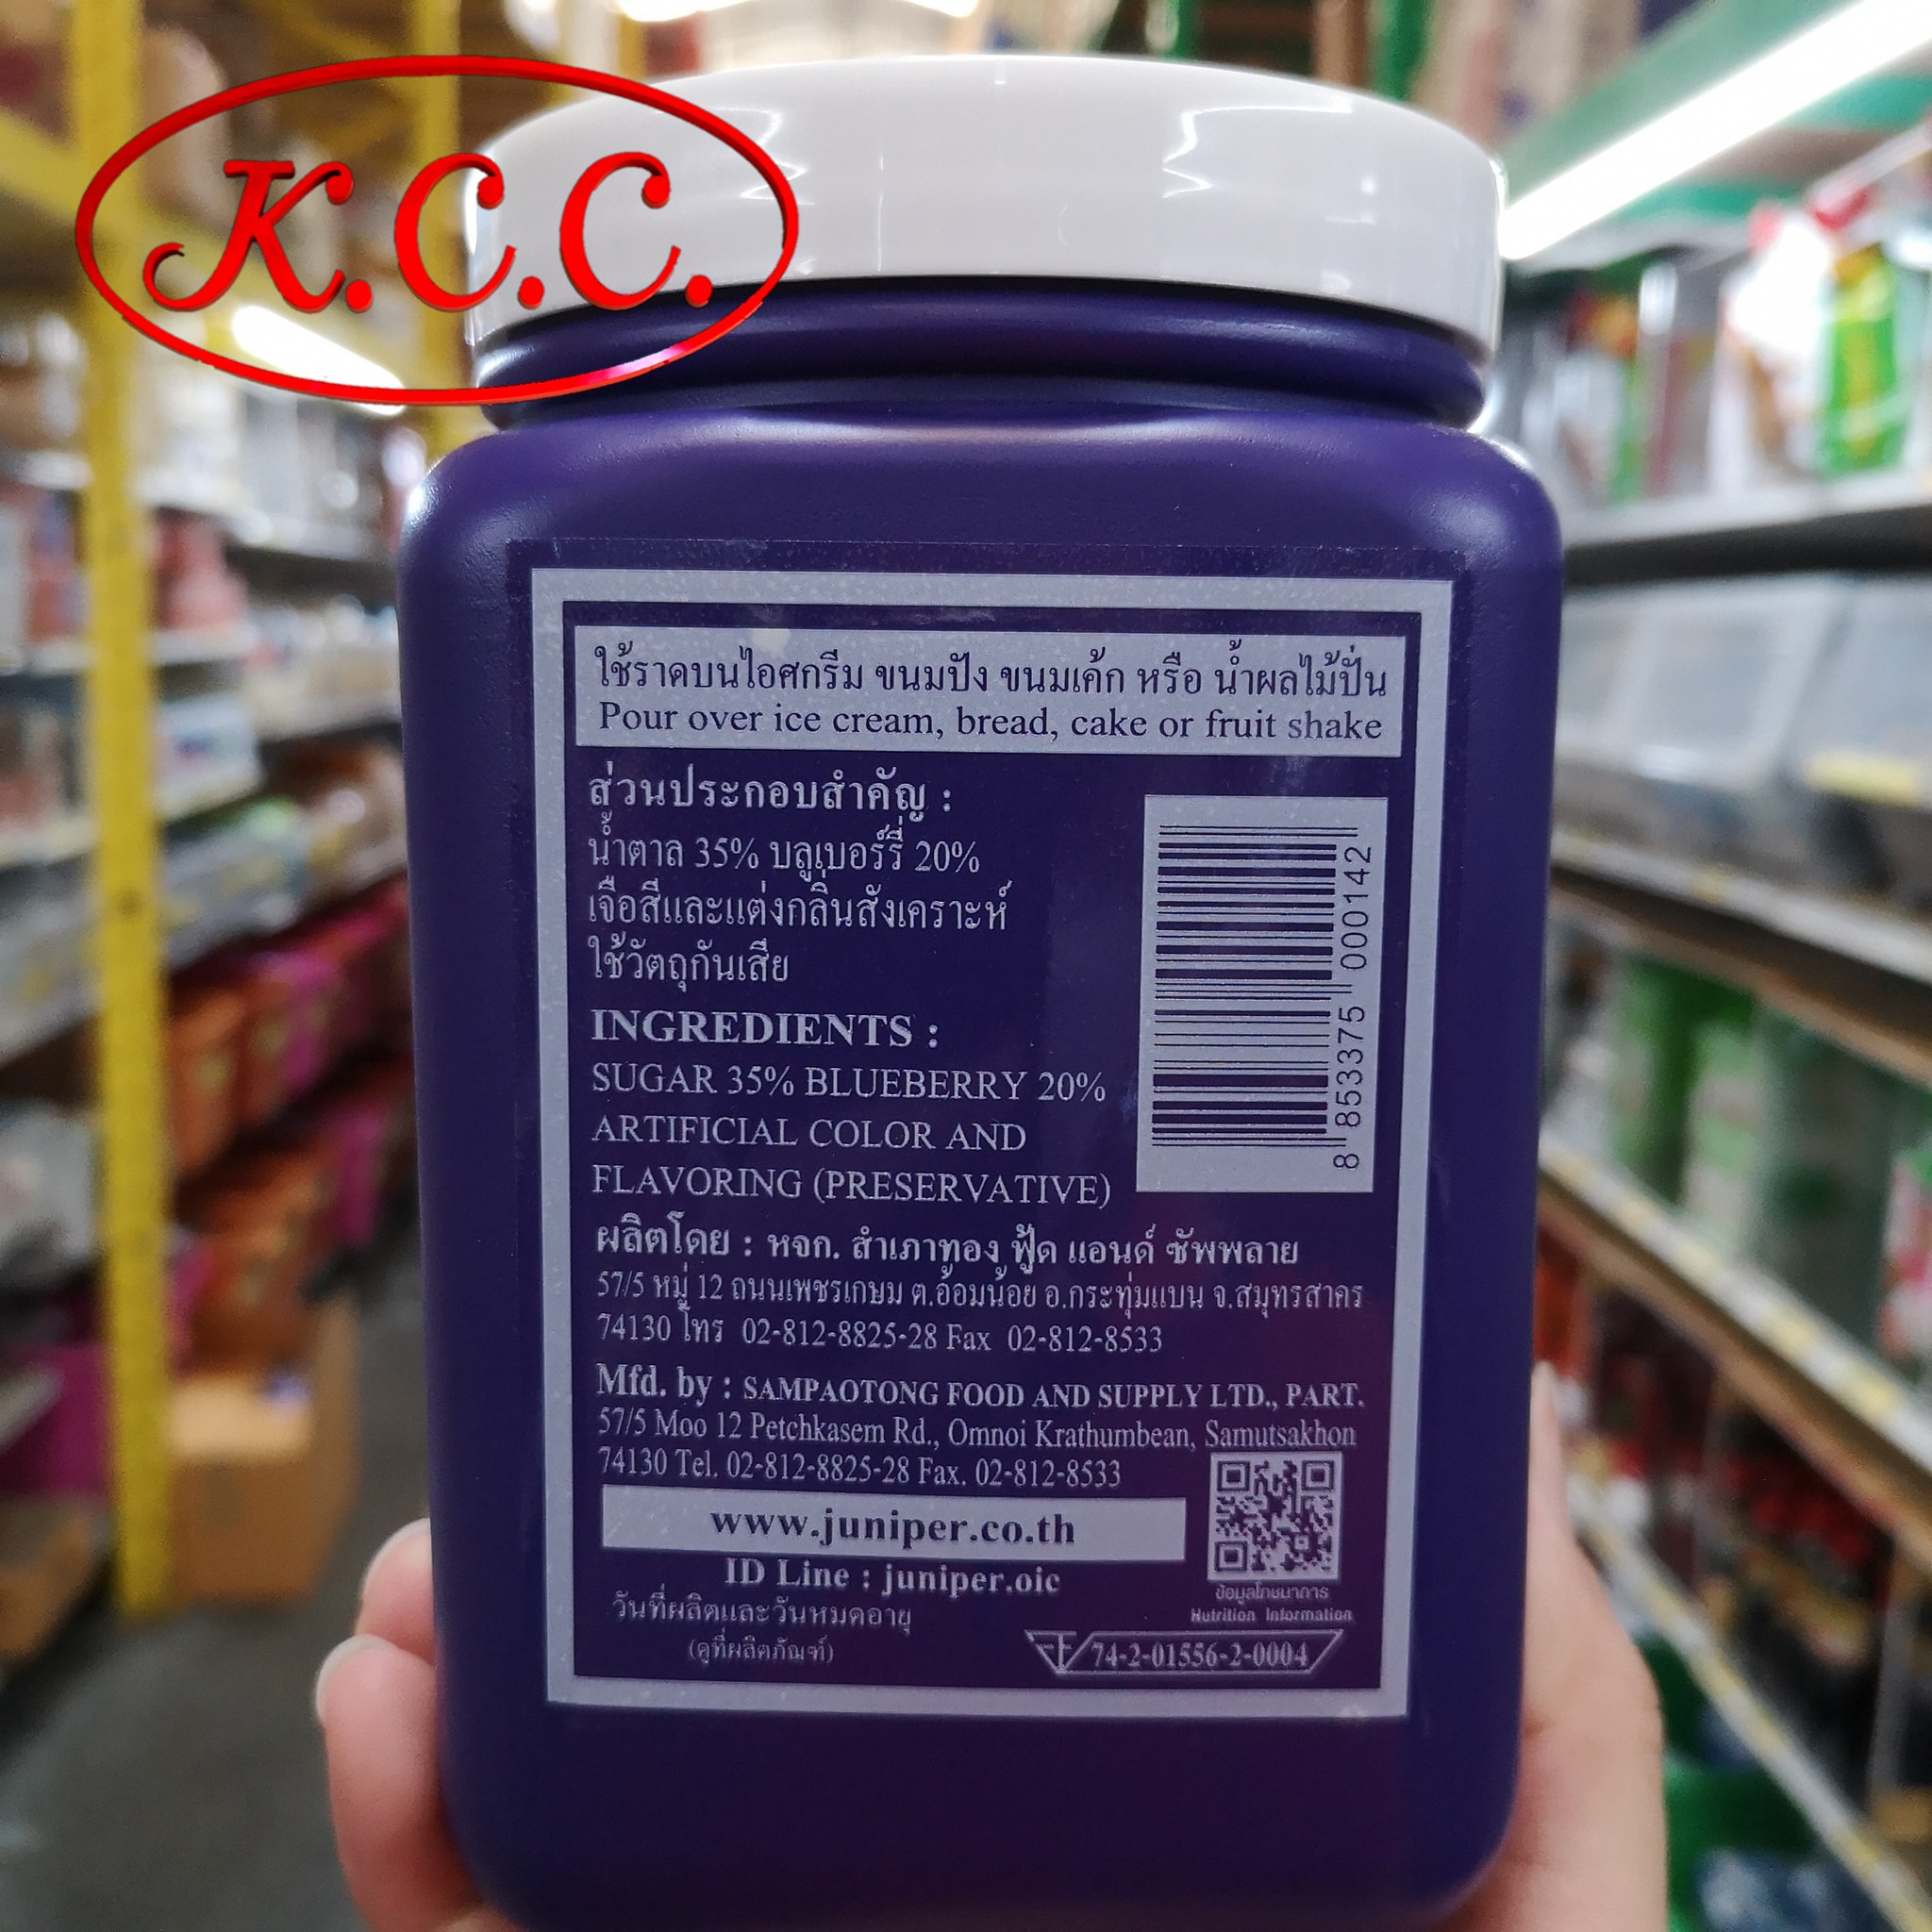 K.C.C.
ใช้ราดบนไอศกรีม ขนมปัง ขนมเค้ก หรือ น้ำผลไม้ปั่น
Pour over ice cream, bread, cake or fruit shake
ส่วนประกอบสำคัญ :
น้ำตาล 35% บลูเบอร์รี่ 20%
เจือสีและแต่งกลิ่นสังเคราะห์
ใช้วัตถุกันเสีย
INGREDIENTS :
SUGAR 35% BLUEBERRY 20%
ARTIFICIAL COLOR AND
FLAVORING (PRESERVATIVE)
8 853375 000142
ผลิตโดย : หจก. สำเภาทอง ฟู้ด แอนด์ ซัพพลาย
57/5 หมู่ 12 ถนนเพชรเกษม ต.อ้อมน้อย อ.กระทุ่มแบน จ.สมุทรสาคร
74130 โทร 02-812-8825-28 Fax 02-812-8533
Mfd. by : SAMPAOTONG FOOD AND SUPPLY LTD., PART.
57/5 Moo 12 Petchkasem Rd., Omnoi Krathumbean, Samutsakhon
74130 Tel. 02-812-8825-28 Fax. 02-812-8533
www.juniper.co.th
ID Line : juniper.oic
วันที่ผลิตและวันหมดอายุ
(ดูที่ผลิตภัณฑ์)
ข้อมูลโภชนาการ
Nutrition Information
74-2-01556-2-0004